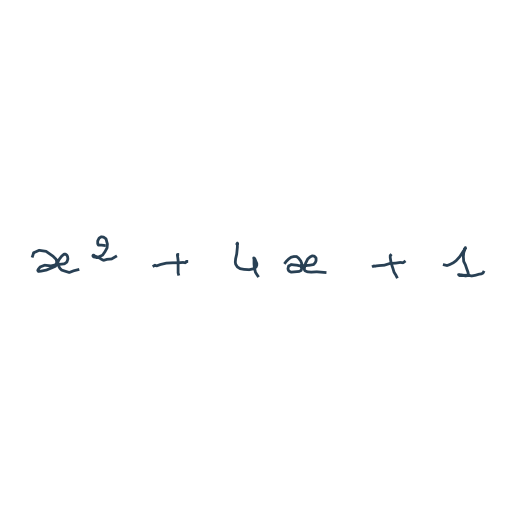 x² + 4x + 1